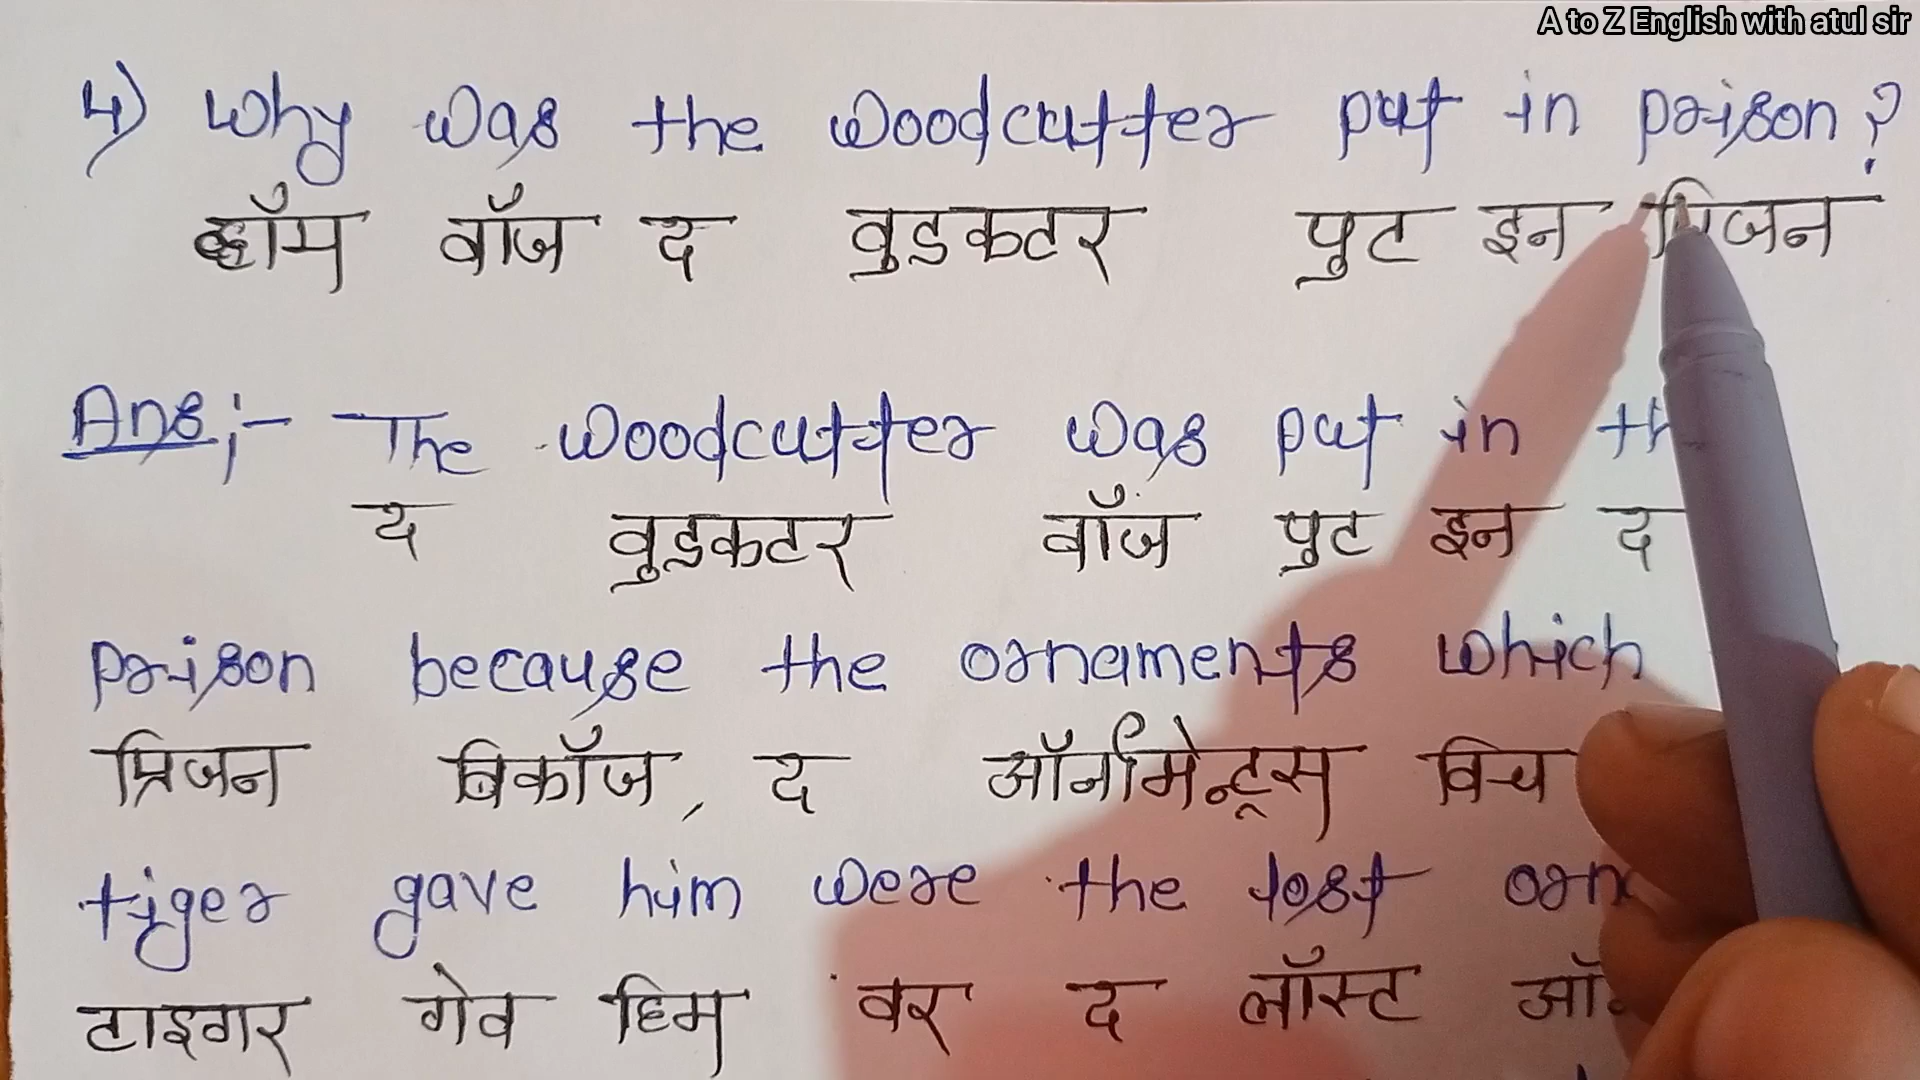 A to Z English with atul sir
4) Why was the woodcutter put in prison?
व्हॉय वॉज द वुडकटर पुट इन प्रिजन
Ans;- The woodcutter was put in
द वुडकटर वॉज पुट इन द
prison because the ornaments which
प्रिजन बिकॉज, द ऑर्नामेन्ट्स विच
tiger gave him were the lost
टाइगर गेव हिम वर द लॉस्ट